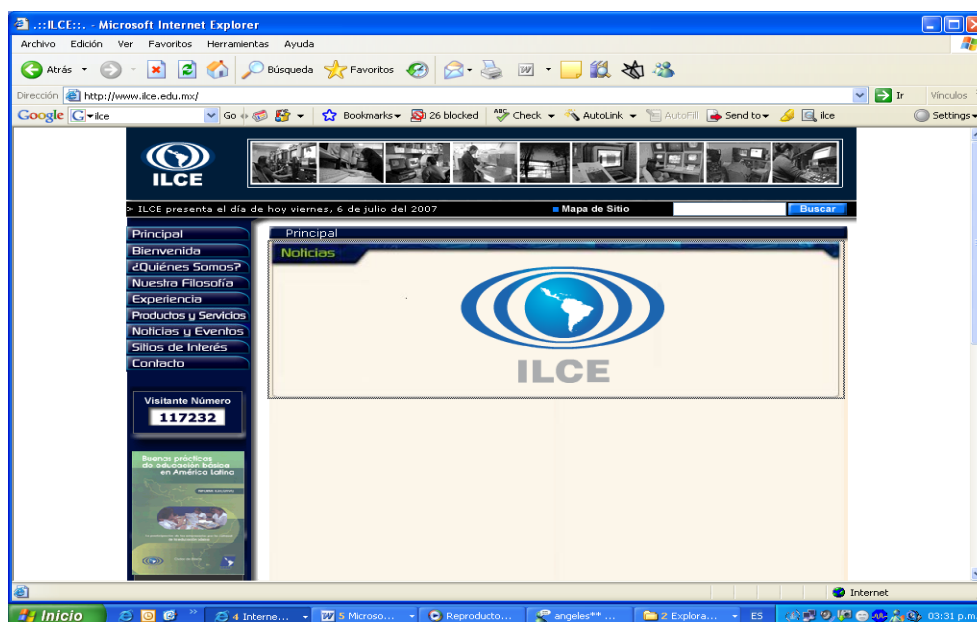 .::ILCE::. - Microsoft Internet Explorer
Archivo Edición Ver Favoritos Herramientas Ayuda
Atrás Búsqueda Favoritos
Dirección http://www.ilce.edu.mx/ Ir Vínculos
Google ilce Go Bookmarks 26 blocked ABC Check AutoLink AutoFill Send to ilce Settings
ILCE
> ILCE presenta el día de hoy viernes, 6 de julio del 2007 Mapa de Sitio Buscar
Principal
Bienvenida
¿Quiénes Somos?
Nuestra Filosofía
Experiencia
Productos y Servicios
Noticias y Eventos
Sitios de Interés
Contacto
Principal
Noticias
ILCE
Visitante Número
117232
Buenas prácticas
de educación básica
en América Latina
Internet
Inicio 4 Interne... 5 Microso... Reproducto... angeles** ... 2 Explora... ES 03:31 p.m.